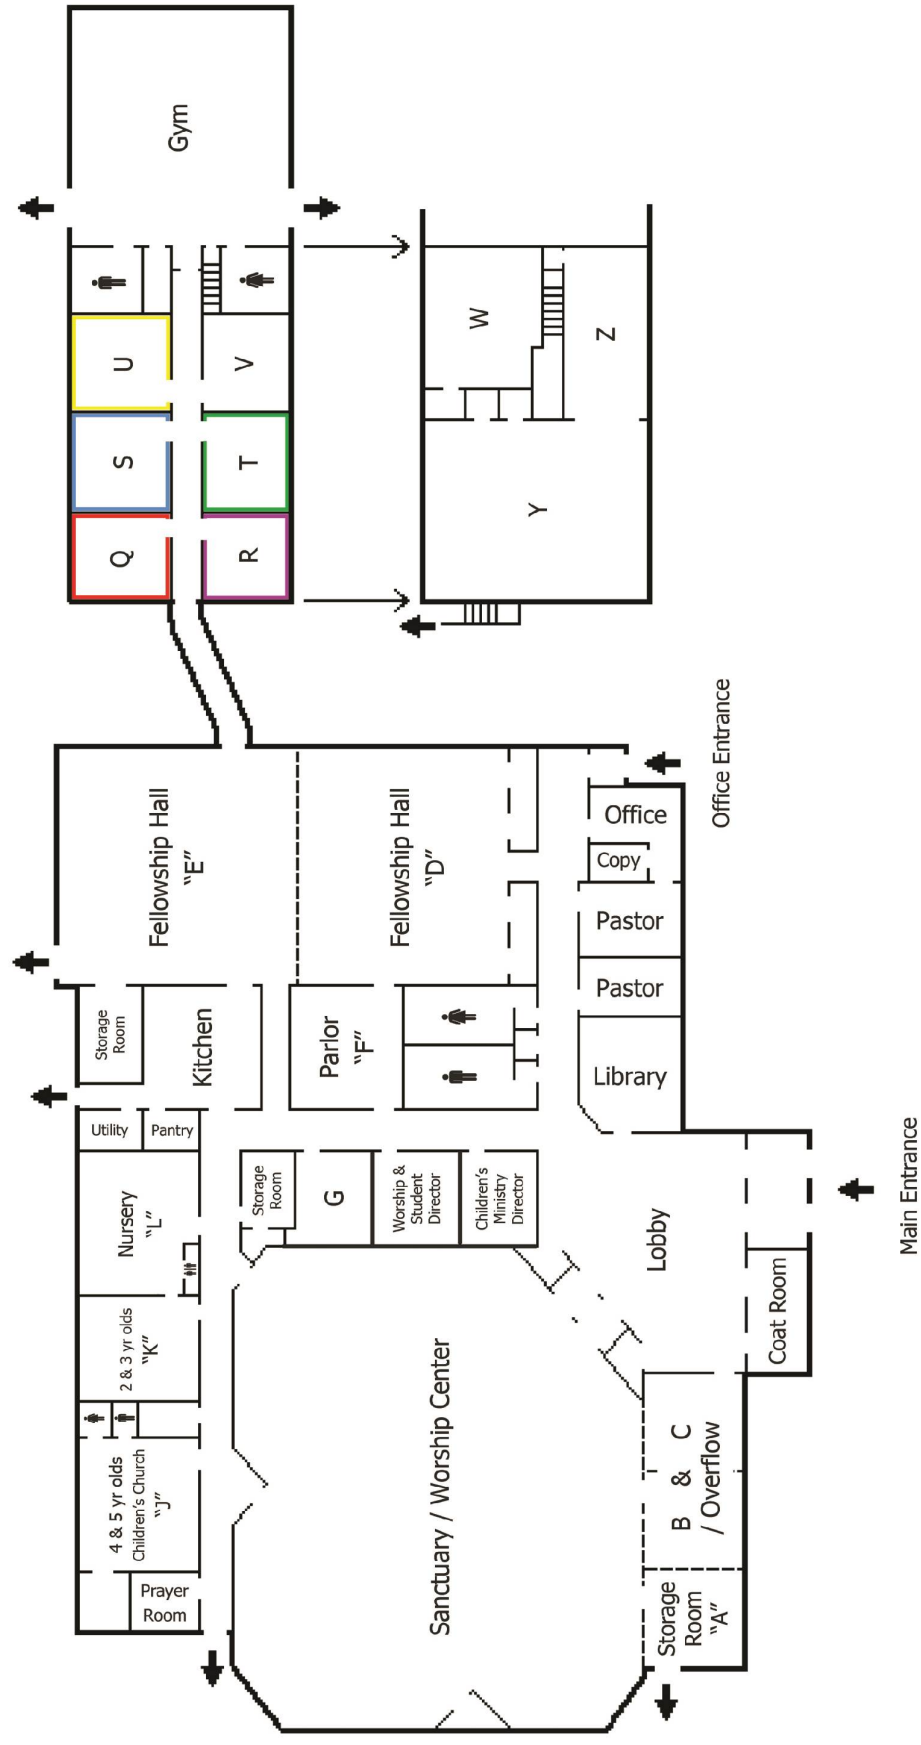 Gym
U
S
Q
V
T
R
W
Z
Y
Fellowship Hall
"E"
Fellowship Hall
"D"
Office Entrance
Office
Copy
Pastor
Pastor
Library
Storage
Room
Kitchen
Parlor
"F"
Utility
Pantry
Nursery
"L"
2 & 3 yr olds
"K"
4 & 5 yr olds
Children's Church
"J"
Prayer
Room
Storage
Room
G
Worship &
Student
Director
Children's
Ministry
Director
Lobby
Main Entrance
Coat Room
Sanctuary / Worship Center
B & C
/ Overflow
Storage
Room
"A"